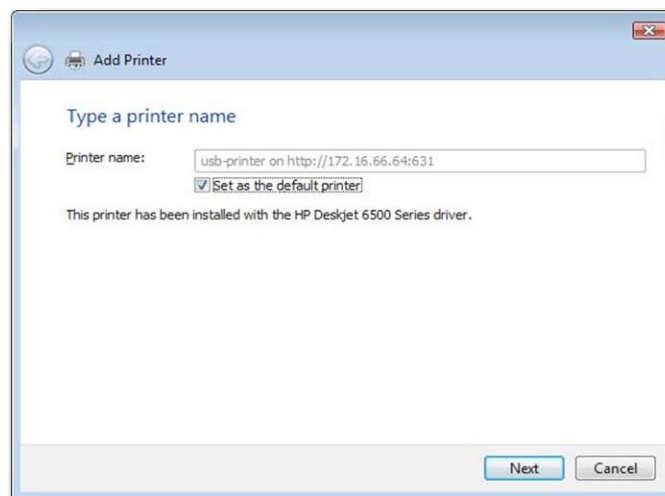 Add Printer
Type a printer name
Printer name: usb-printer on http://172.16.66.64:631
Set as the default printer
This printer has been installed with the HP Deskjet 6500 Series driver.
Next Cancel